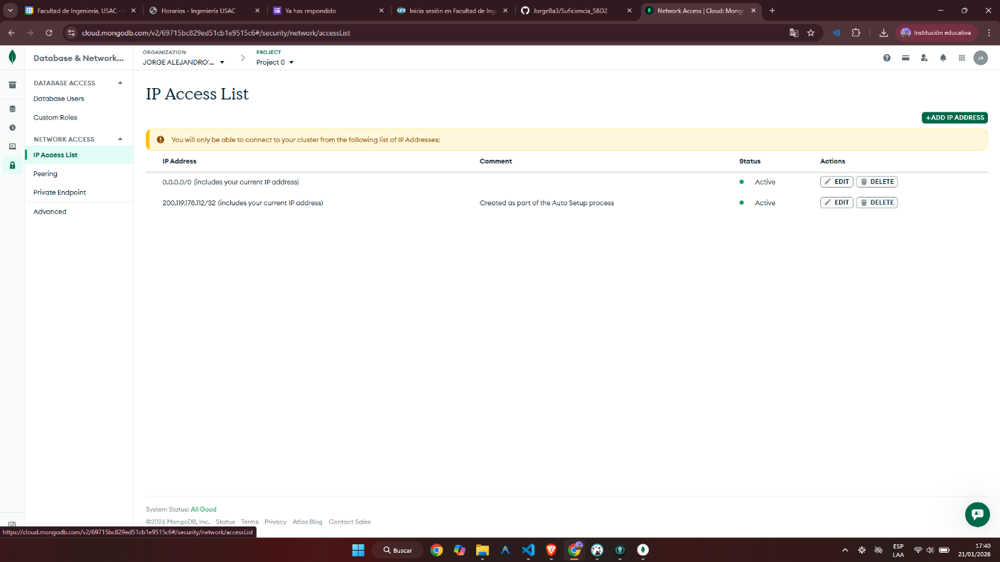 Facultad de Ingeniería, USAC -
Horarios - Ingeniería USAC
Ya has respondido
Inicia sesión en Facultad de Ing
JorgeBa3/Suficiencia_SBD2
Network Access | Cloud: Mong
cloud.mongodb.com/v2/69715bc829ed51cb1e9515c6#/security/network/accessList
Institución educativa
Database & Network...
ORGANIZATION
JORGE ALEJANDRO'...
PROJECT
Project 0
JA
DATABASE ACCESS
Database Users
Custom Roles
NETWORK ACCESS
IP Access List
Peering
Private Endpoint
Advanced
IP Access List
+ADD IP ADDRESS
You will only be able to connect to your cluster from the following list of IP Addresses:
IP Address Comment Status Actions
0.0.0.0/0 (includes your current IP address) Active EDIT DELETE
200.119.178.112/32 (includes your current IP address) Created as part of the Auto Setup process Active EDIT DELETE
System Status: All Good
©2026 MongoDB, Inc. Status Terms Privacy Atlas Blog Contact Sales
https://cloud.mongodb.com/v2/69715bc829ed51cb1e9515c6#/security/network/accessList
Buscar
ESP
LAA
17:40
21/01/2026